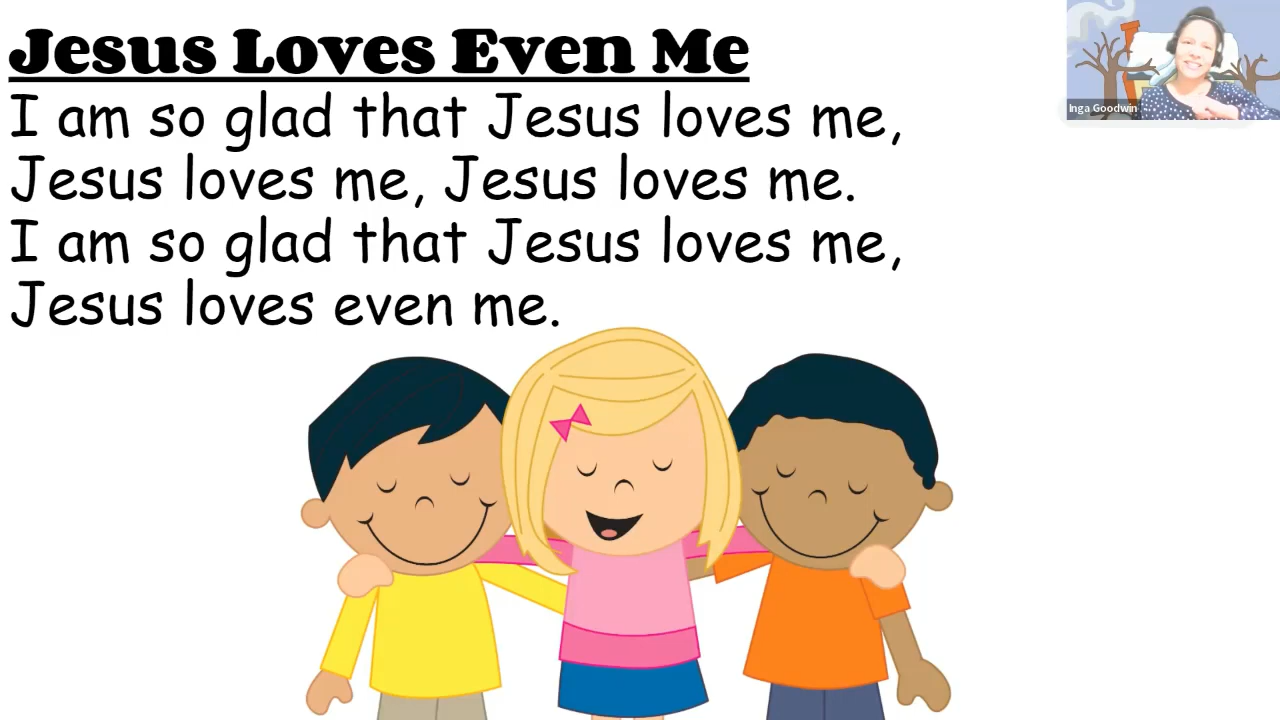 Jesus Loves Even Me
I am so glad that Jesus loves me,
Jesus loves me, Jesus loves me.
I am so glad that Jesus loves me,
Jesus loves even me.
Inga Goodwin